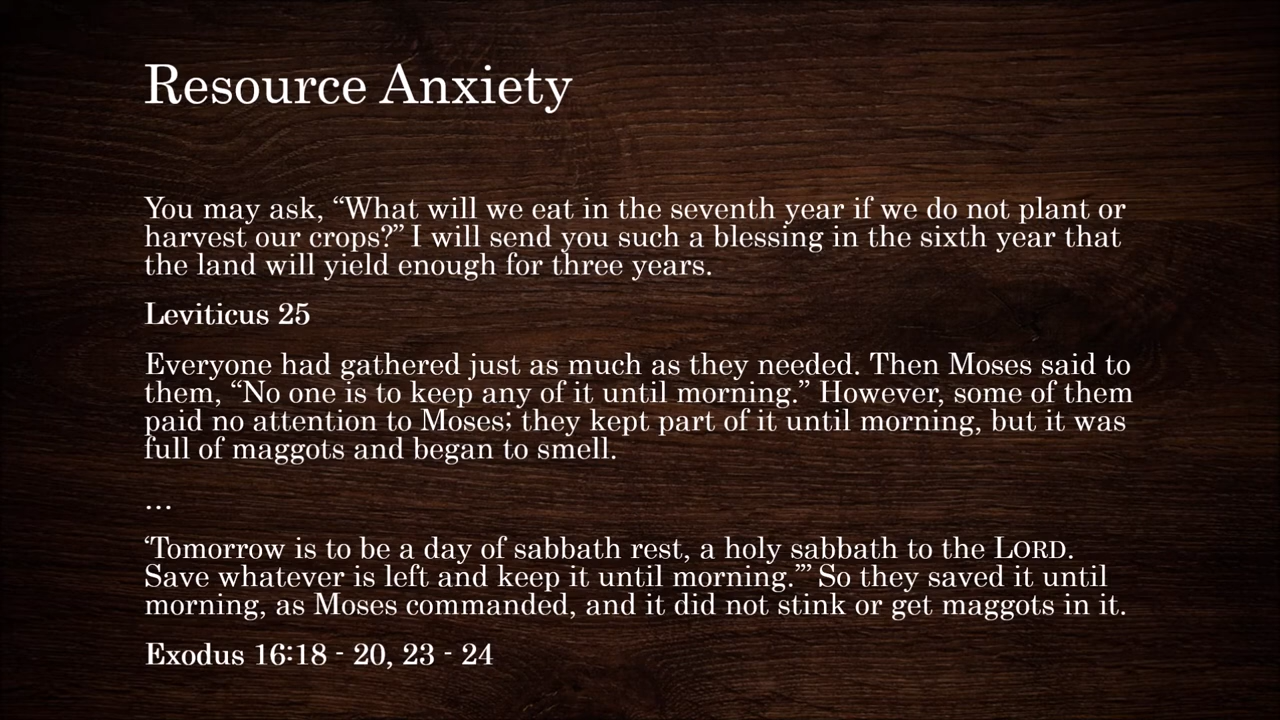 Resource Anxiety
You may ask, “What will we eat in the seventh year if we do not plant or
harvest our crops?” I will send you such a blessing in the sixth year that
the land will yield enough for three years.
Leviticus 25
Everyone had gathered just as much as they needed. Then Moses said to
them, “No one is to keep any of it until morning.” However, some of them
paid no attention to Moses; they kept part of it until morning, but it was
full of maggots and began to smell.
…
‘Tomorrow is to be a day of sabbath rest, a holy sabbath to the LORD.
Save whatever is left and keep it until morning.’” So they saved it until
morning, as Moses commanded, and it did not stink or get maggots in it.
Exodus 16:18 - 20, 23 - 24